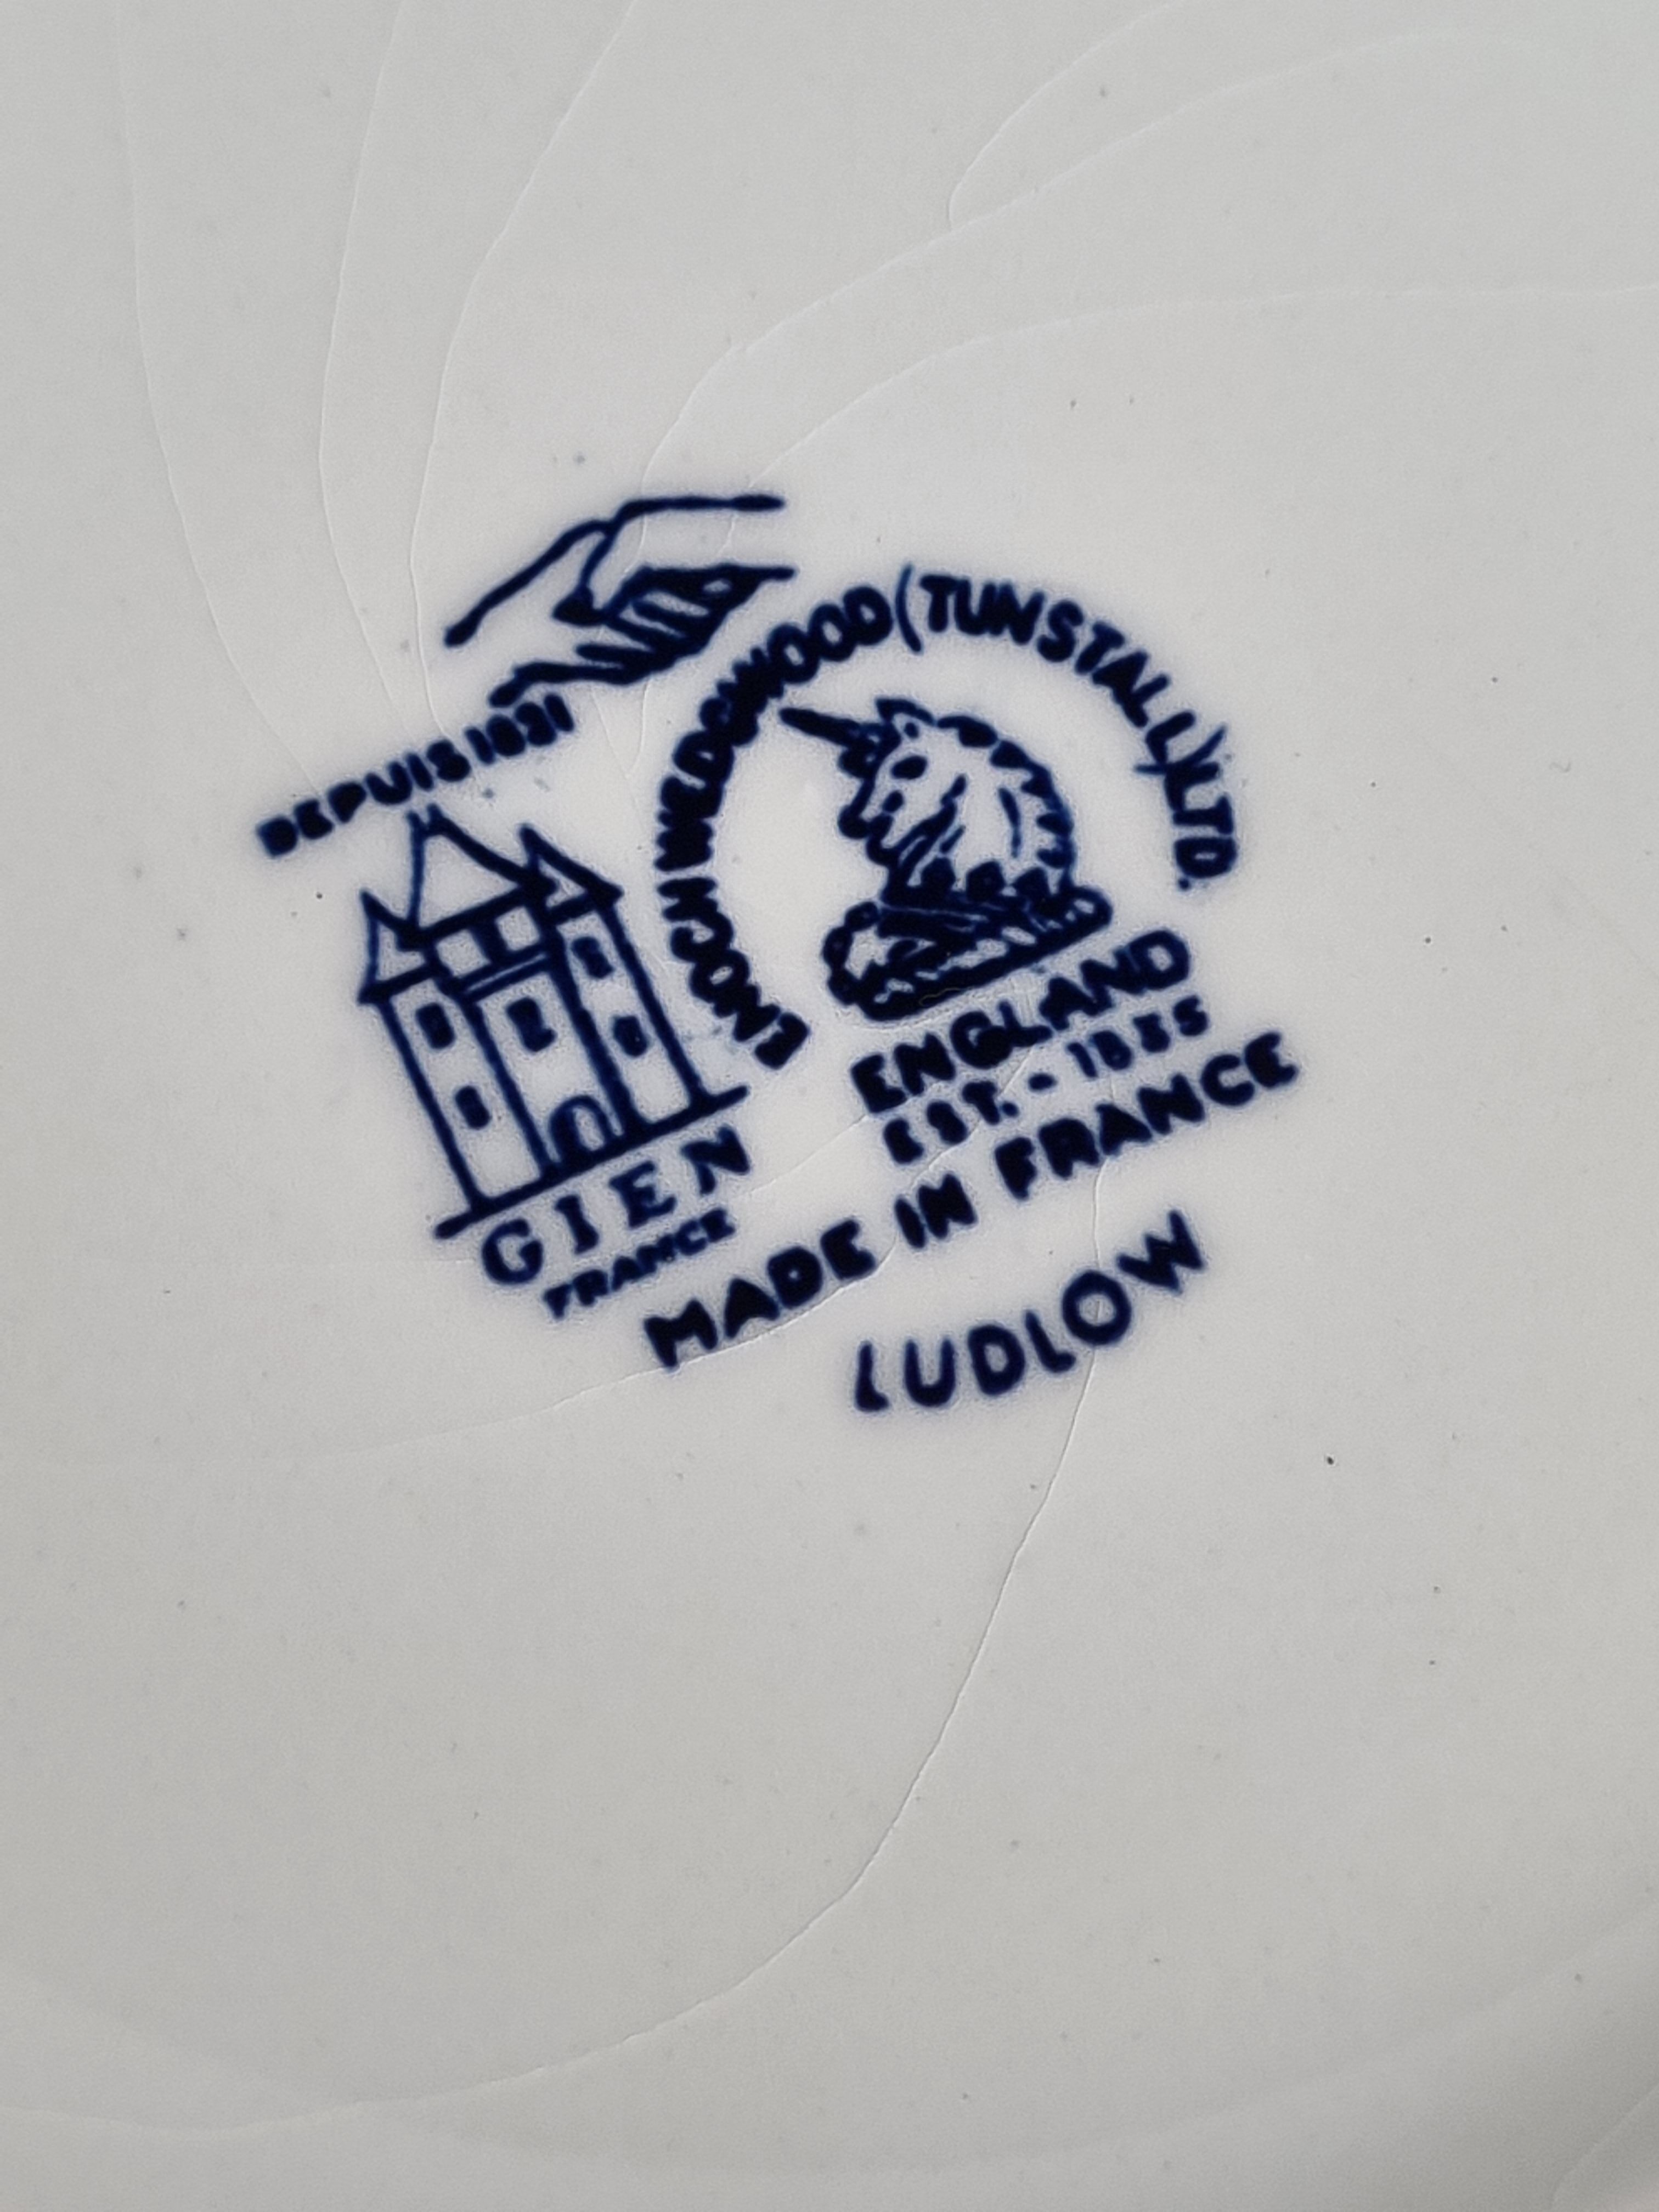 DEPUIS 1821
GIEN
FRANCE
ENOCH WEDGWOOD (TUNSTALL) LTD.
ENGLAND
EST. - 1835
MADE IN FRANCE
LUDLOW